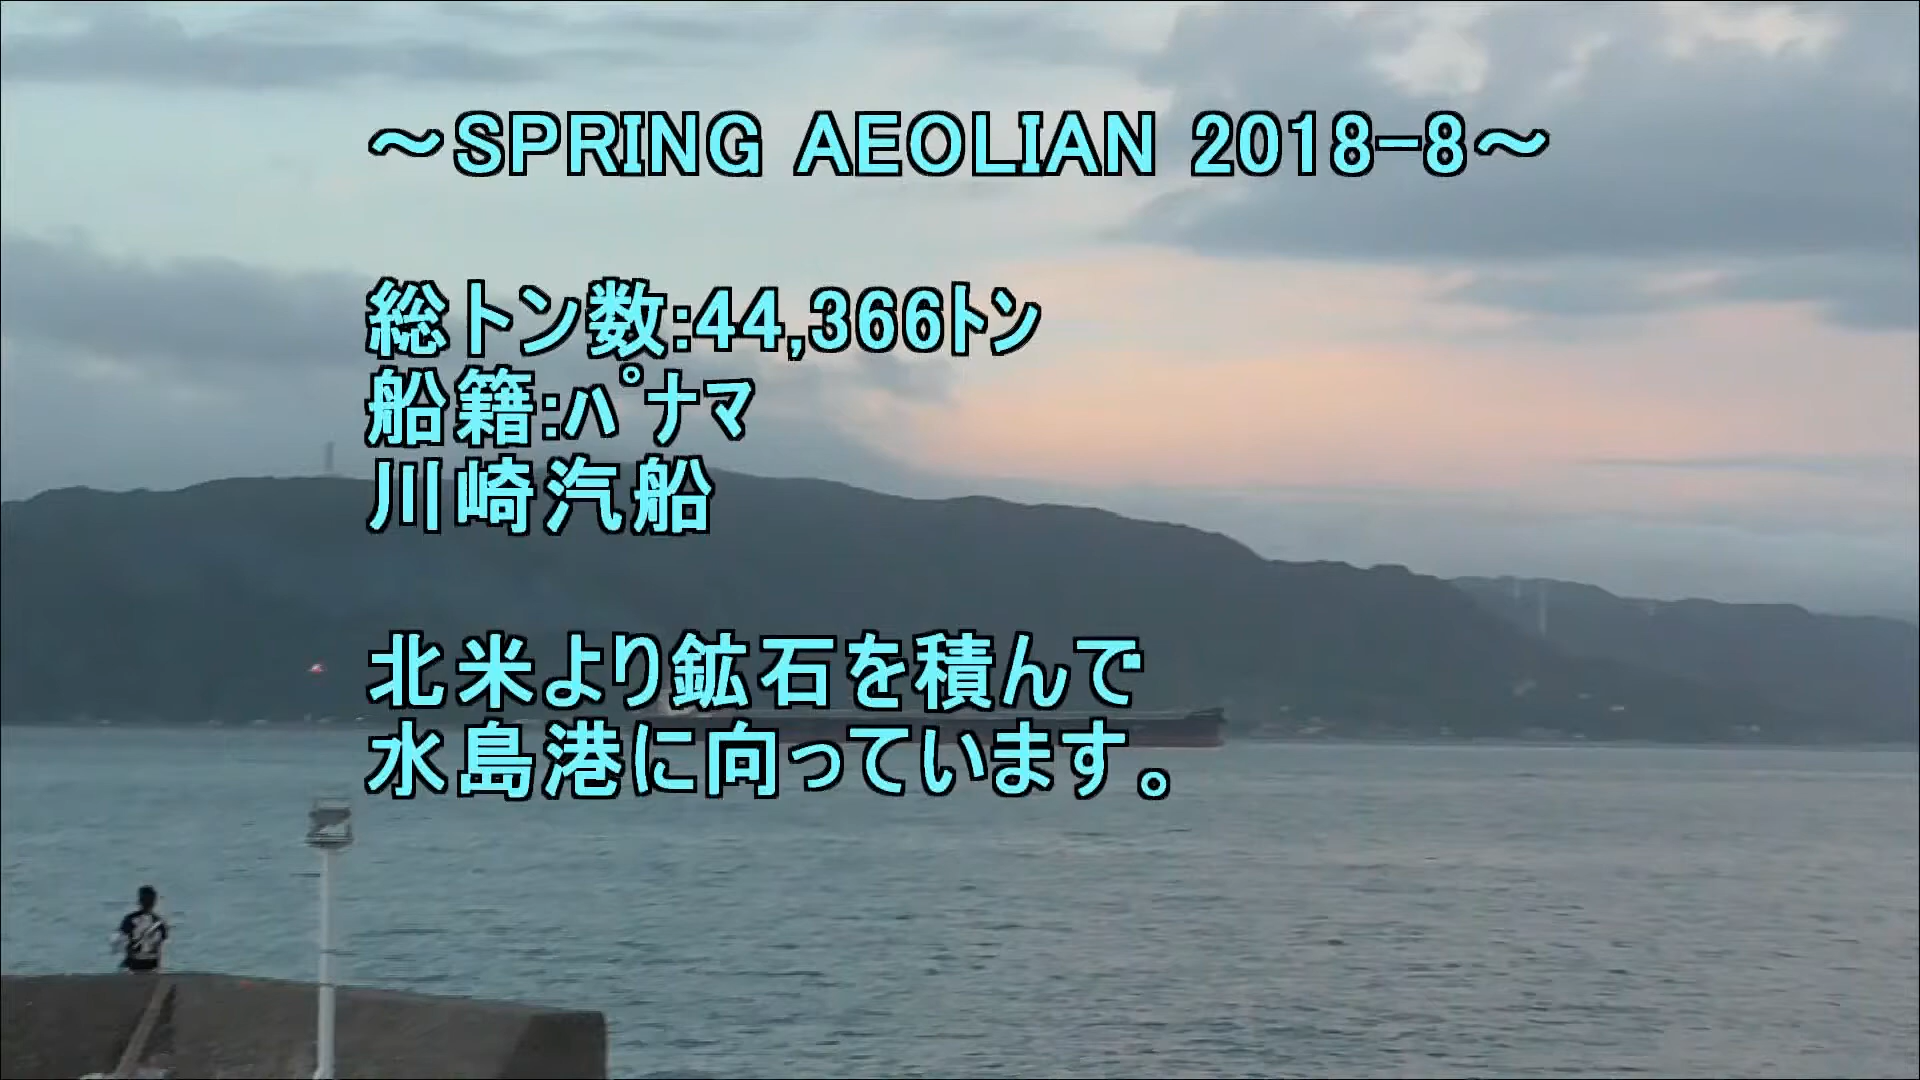 ～SPRING AEOLIAN 2018-8～
総トン数:44,366ﾄﾝ
船籍:ﾊﾟﾅﾏ
川崎汽船
北米より鉱石を積んで
水島港に向っています。